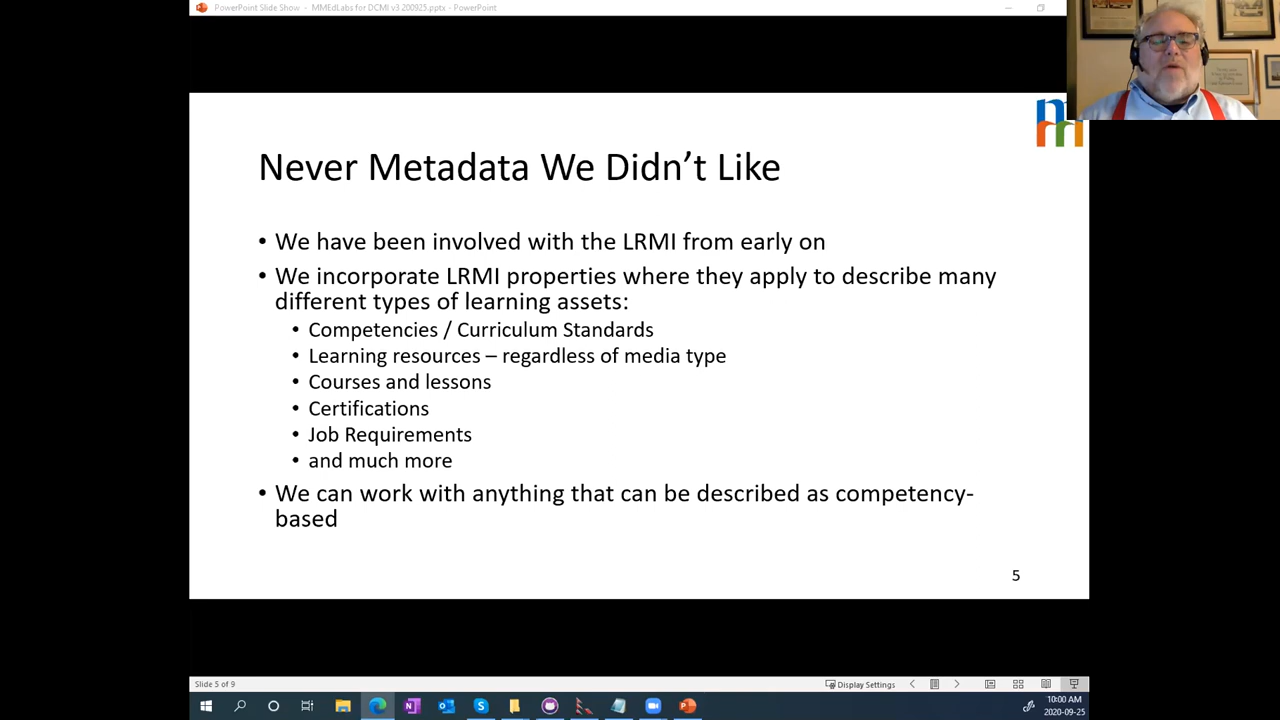 PowerPoint Slide Show - MMEdLabs for DCMI v3 200925.pptx - PowerPoint
Never Metadata We Didn’t Like
• We have been involved with the LRMI from early on
• We incorporate LRMI properties where they apply to describe many
different types of learning assets:
• Competencies / Curriculum Standards
• Learning resources – regardless of media type
• Courses and lessons
• Certifications
• Job Requirements
• and much more
• We can work with anything that can be described as competency-
based
5
Slide 5 of 9
Display Settings
10:00 AM
2020-09-25